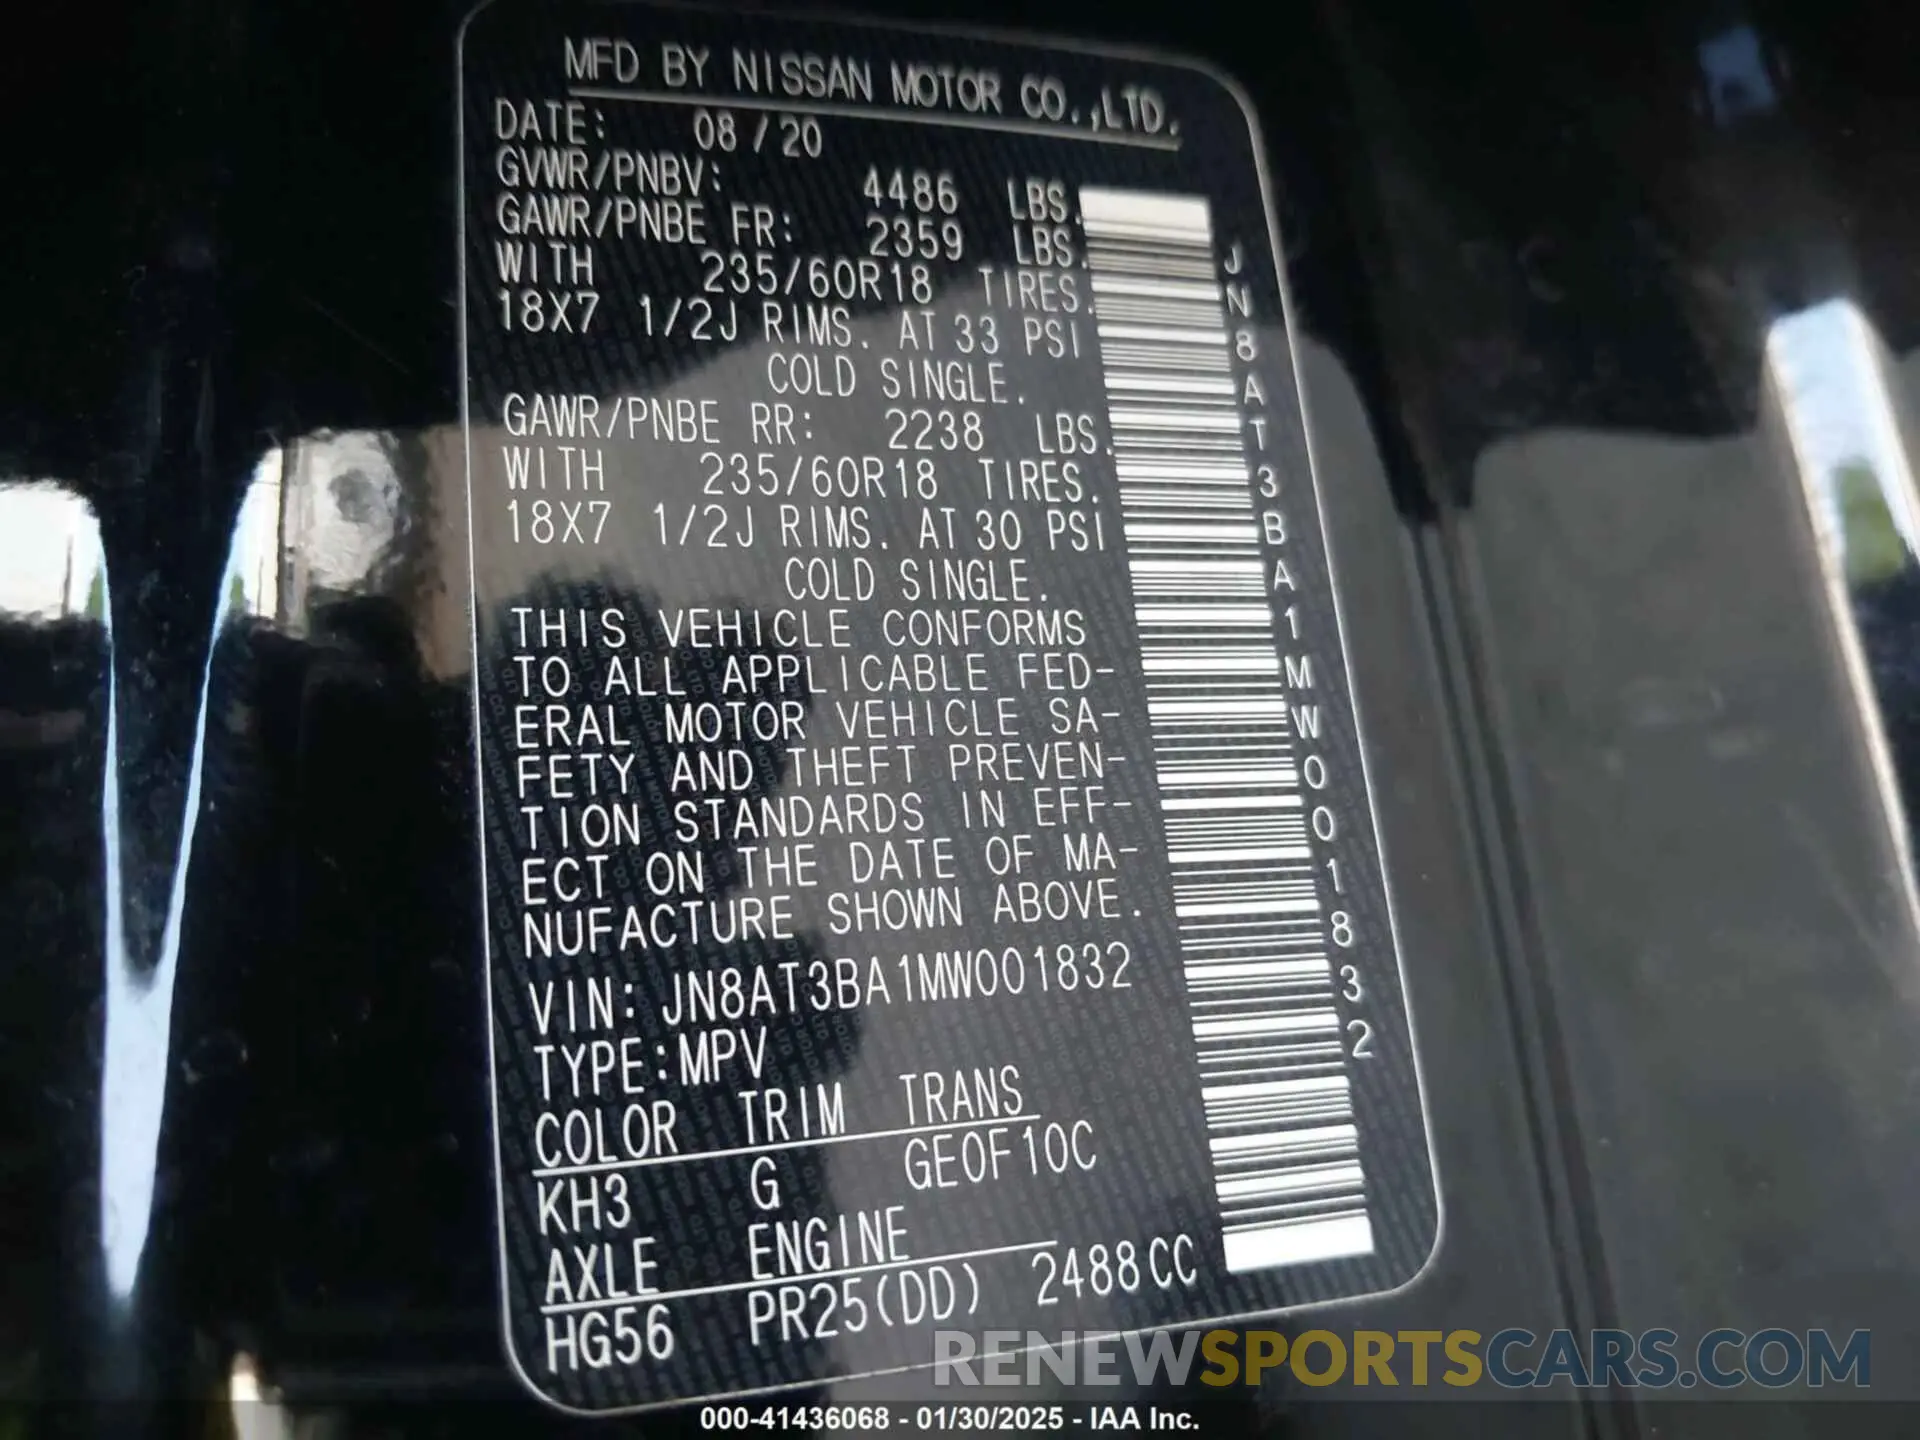 MFD BY NISSAN MOTOR CO.,LTD.
DATE: 08/20
GVWR/PNBV: 4486 LBS.
GAWR/PNBE FR: 2359 LBS.
WITH 235/60R18 TIRES.
18X7 1/2J RIMS. AT 33 PSI
COLD SINGLE.
GAWR/PNBE RR: 2238 LBS.
WITH 235/60R18 TIRES.
18X7 1/2J RIMS. AT 30 PSI
COLD SINGLE.
THIS VEHICLE CONFORMS
TO ALL APPLICABLE FED-
ERAL MOTOR VEHICLE SA-
FETY AND THEFT PREVEN-
TION STANDARDS IN EFF-
ECT ON THE DATE OF MA-
NUFACTURE SHOWN ABOVE.
VIN: JN8AT3BA1MW001832
TYPE:MPV
COLOR TRIM TRANS
KH3 G GE0F10C
AXLE ENGINE
HG56 PR25(DD) 2488CC
JN8AT3BA1MW001832
RENEWSPORTSCARS.COM
000-41436068 - 01/30/2025 - IAA Inc.